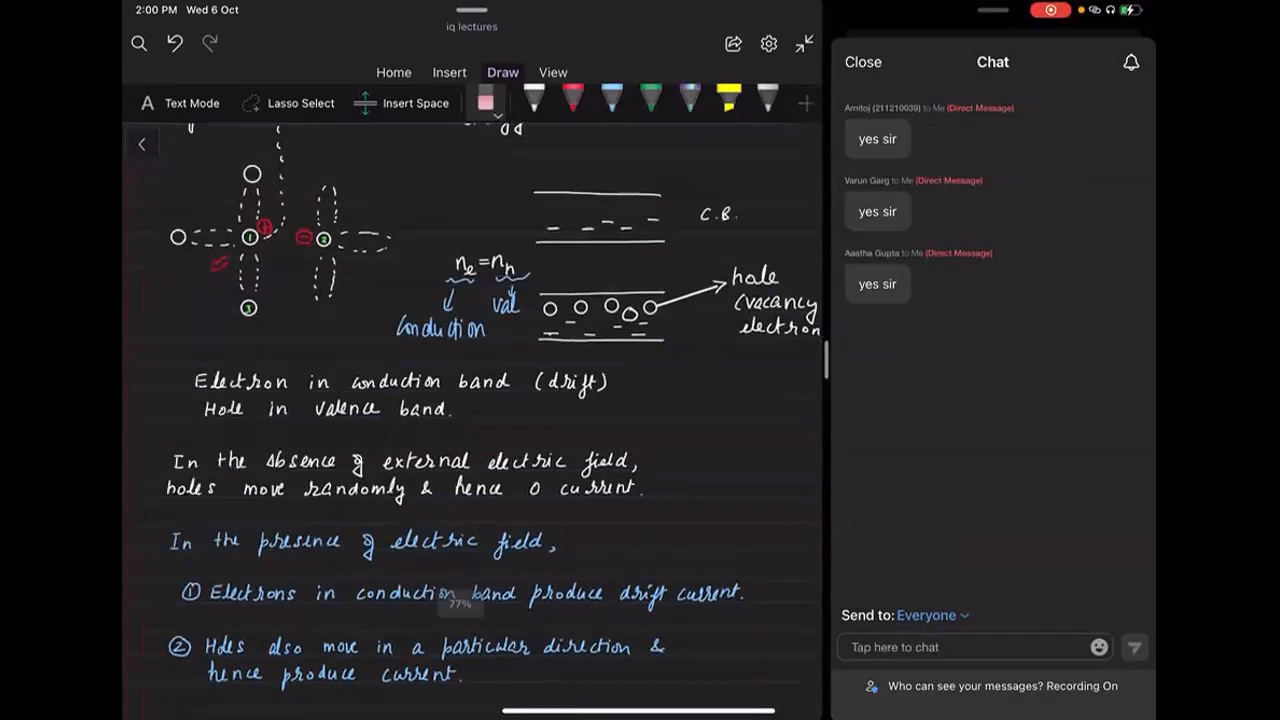 2:00 PM Wed 6 Oct
iq lectures
Home Insert Draw View
Text Mode Lasso Select Insert Space
1
2
3
+
−
C.B.
ne = nh
Conduction
val
hole
(vacancy
electron
Electron in conduction band (drift)
Hole in valence band.
In the absence of external electric field,
holes move randomly & hence 0 current.
In the presence of electric field,
① Electrons in conduction band produce drift current.
77%
② Holes also move in a particular direction &
hence produce current.
Close Chat
Amitoj (211210039) to Me (Direct Message)
yes sir
Varun Garg to Me (Direct Message)
yes sir
Aastha Gupta to Me (Direct Message)
yes sir
Send to: Everyone
Tap here to chat
Who can see your messages? Recording On